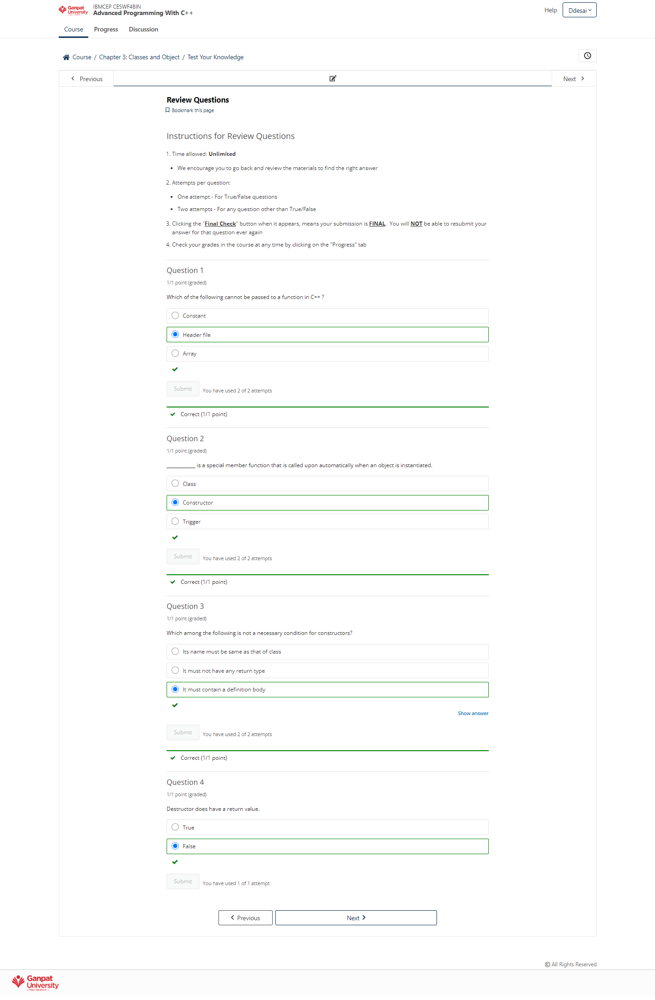 Ganpat
University
IBMCEP CESWF4BIN
Advanced Programming With C++
Help
Ddesai
Course Progress Discussion
Course / Chapter 3: Classes and Object / Test Your Knowledge
Previous
Next
Review Questions
Bookmark this page
Instructions for Review Questions
1. Time allowed: Unlimited
• We encourage you to go back and review the materials to find the right answer
2. Attempts per question:
• One attempt - For True/False questions
• Two attempts - For any question other than True/False
3. Clicking the "Final Check" button when it appears, means your submission is FINAL. You will NOT be able to resubmit your
answer for that question ever again
4. Check your grades in the course at any time by clicking on the "Progress" tab
Question 1
1/1 point (graded)
Which of the following cannot be passed to a function in C++ ?
Constant
Header file
Array
Submit
You have used 2 of 2 attempts
Correct (1/1 point)
Question 2
1/1 point (graded)
____________ is a special member function that is called upon automatically when an object is instantiated.
Class
Constructor
Trigger
Submit
You have used 2 of 2 attempts
Correct (1/1 point)
Question 3
1/1 point (graded)
Which among the following is not a necessary condition for constructors?
Its name must be same as that of class
It must not have any return type
It must contain a definition body
Show answer
Submit
You have used 2 of 2 attempts
Correct (1/1 point)
Question 4
1/1 point (graded)
Destructor does have a return value.
True
False
Submit
You have used 1 of 1 attempt
Previous
Next
© All Rights Reserved
Ganpat
University